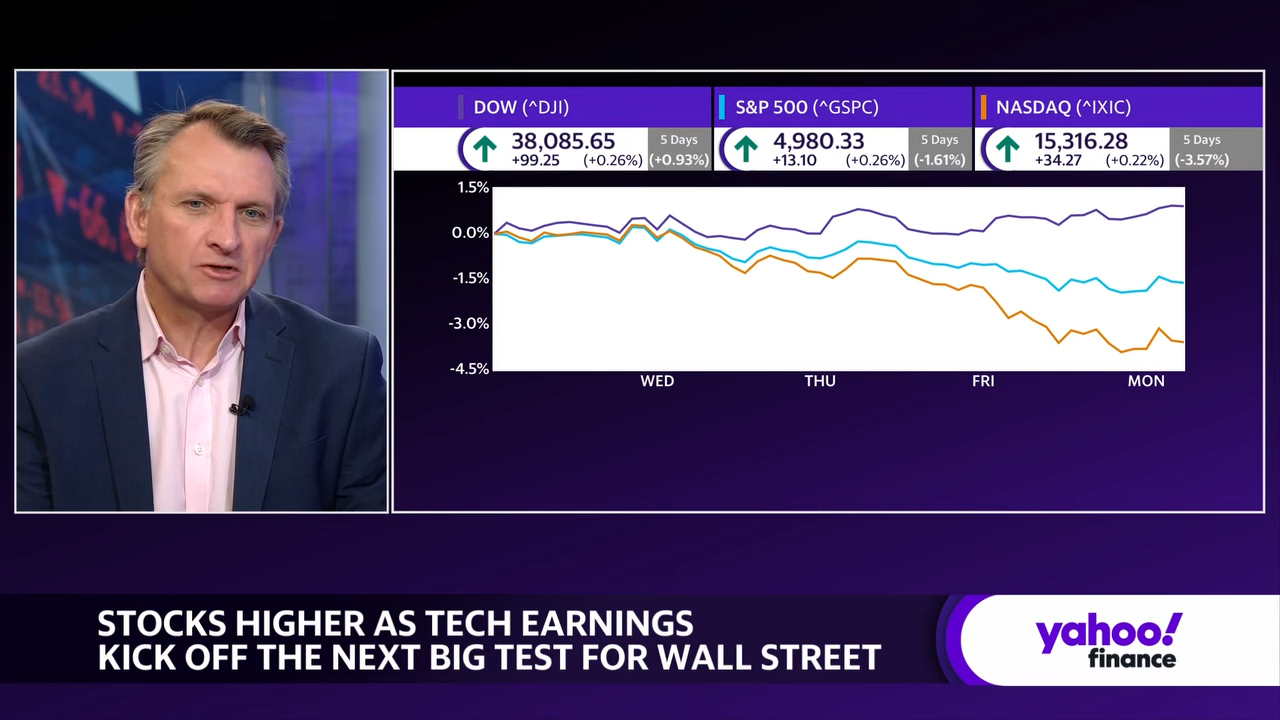 DOW (^DJI)
38,085.65
+99.25 (+0.26%)
5 Days
(+0.93%)
S&P 500 (^GSPC)
4,980.33
+13.10 (+0.26%)
5 Days
(-1.61%)
NASDAQ (^IXIC)
15,316.28
+34.27 (+0.22%)
5 Days
(-3.57%)
1.5%
0.0%
-1.5%
-3.0%
-4.5%
WED THU FRI MON
STOCKS HIGHER AS TECH EARNINGS
KICK OFF THE NEXT BIG TEST FOR WALL STREET
yahoo!
finance